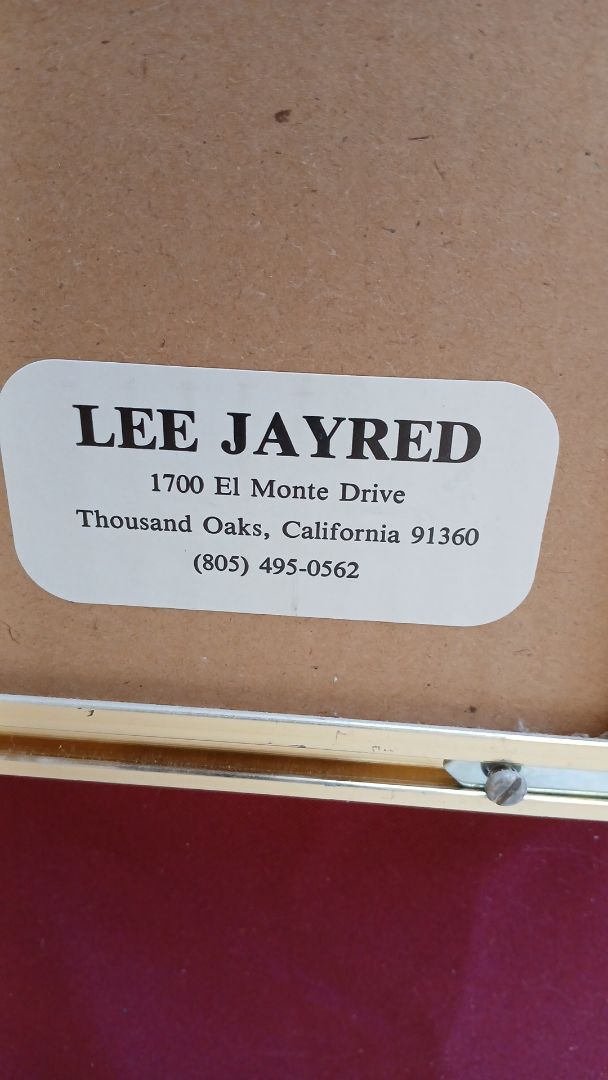 LEE JAYRED
1700 El Monte Drive
Thousand Oaks, California 91360
(805) 495-0562